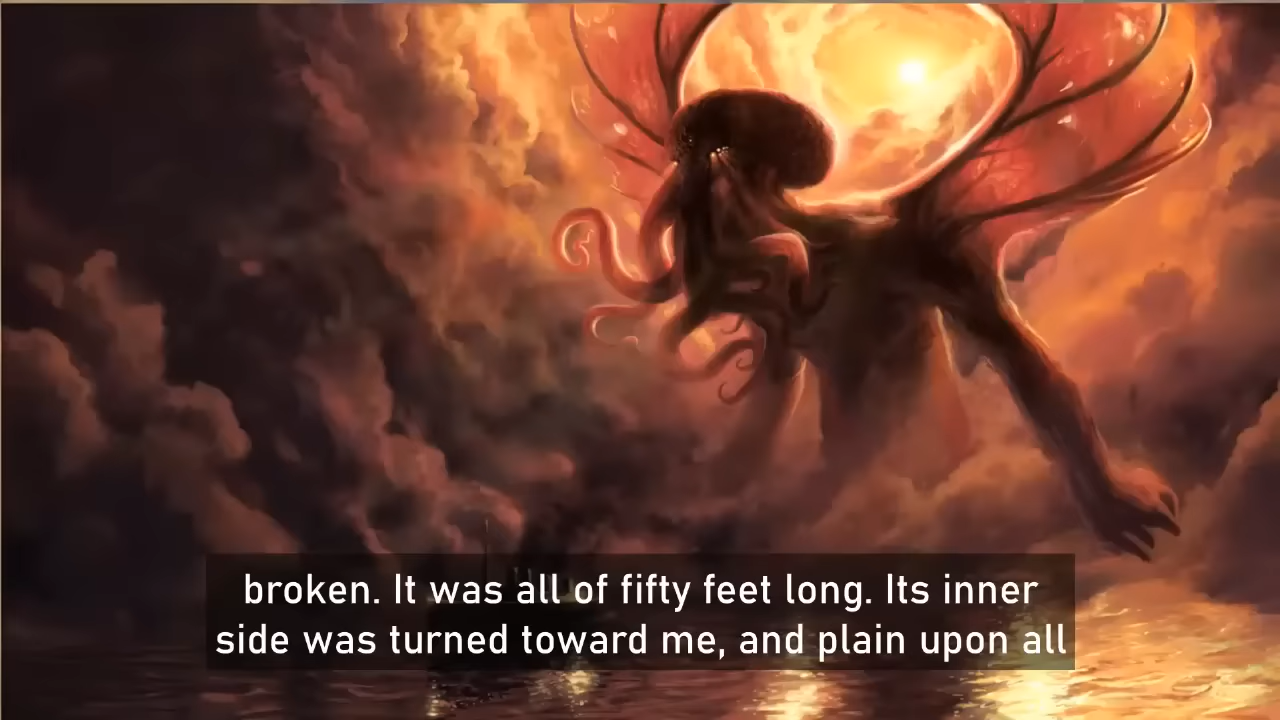 broken. It was all of fifty feet long. Its inner
side was turned toward me, and plain upon all